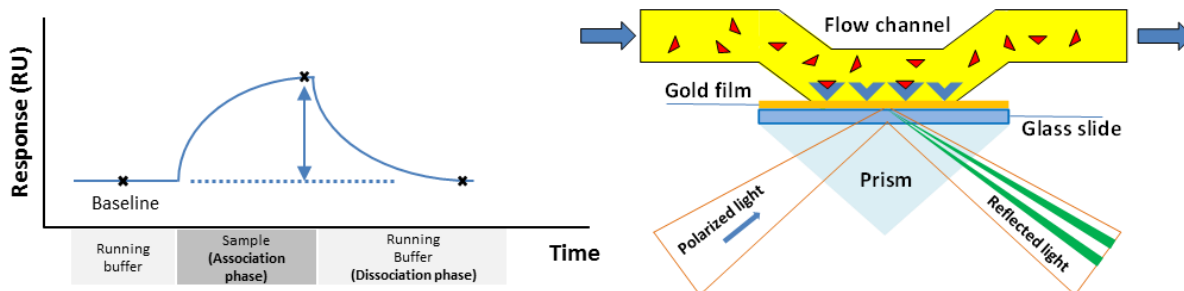 Response (RU)
Baseline
Running
buffer
Sample
(Association
phase)
Running
Buffer
(Dissociation phase)
Time
Flow channel
Gold film
Glass slide
Prism
Polarized light
Reflected light